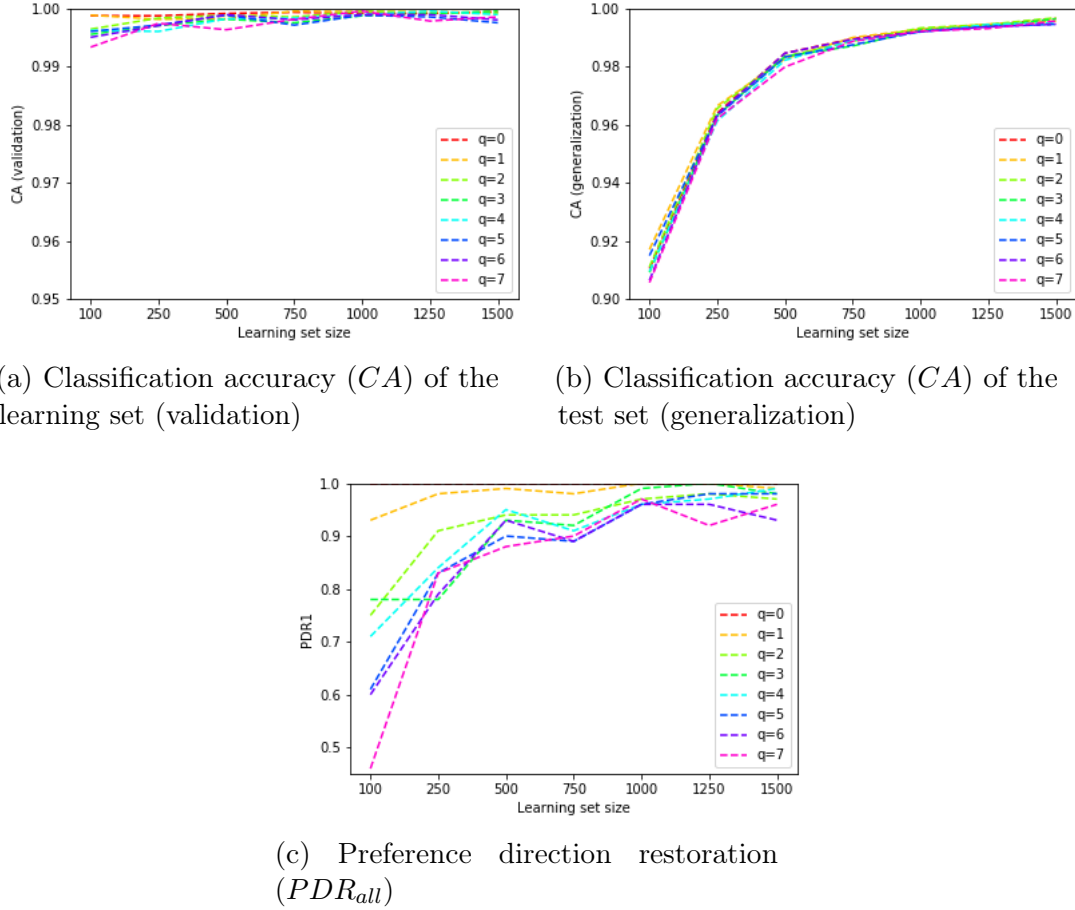 1.00
0.99
0.98
0.97
0.96
0.95
CA (validation)
q=0
q=1
q=2
q=3
q=4
q=5
q=6
q=7
100 250 500 750 1000 1250 1500
Learning set size
1.00
0.98
0.96
0.94
0.92
0.90
CA (generalization)
q=0
q=1
q=2
q=3
q=4
q=5
q=6
q=7
100 250 500 750 1000 1250 1500
Learning set size
(a) Classification accuracy (CA) of the
learning set (validation)
(b) Classification accuracy (CA) of the
test set (generalization)
1.0
0.9
0.8
0.7
0.6
0.5
PDR1
q=0
q=1
q=2
q=3
q=4
q=5
q=6
q=7
100 250 500 750 1000 1250 1500
Learning set size
(c) Preference direction restoration
(PDR_all)